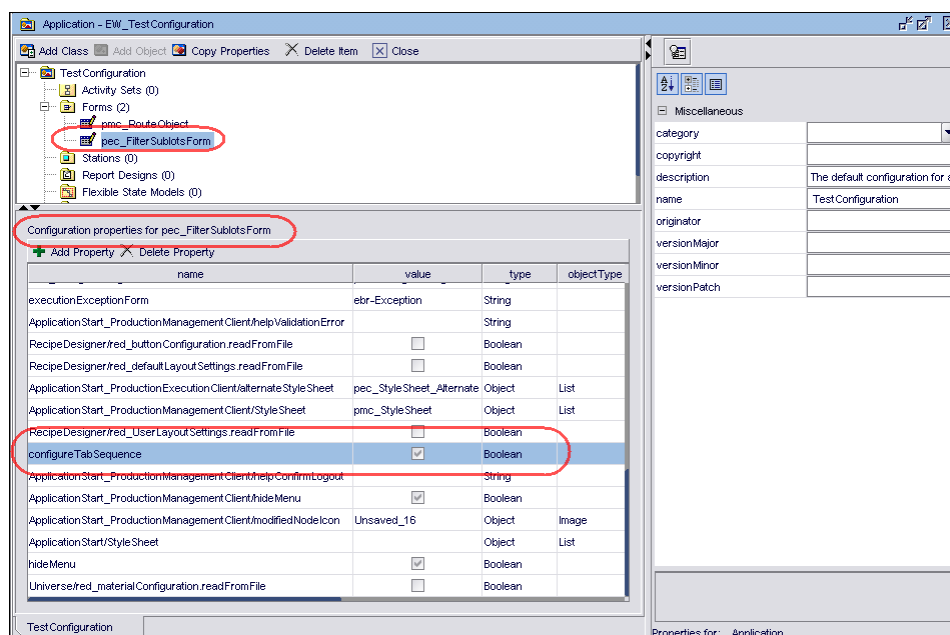 Application - EW_TestConfiguration
Add Class Add Object Copy Properties Delete Item Close
TestConfiguration
Activity Sets (0)
Forms (2)
pmc_RouteObject
pec_FilterSublotsForm
Stations (0)
Report Designs (0)
Flexible State Models (0)
Configuration properties for pec_FilterSublotsForm
Add Property Delete Property
name value type objectType
executionExceptionForm ebr-Exception String
ApplicationStart_ProductionManagementClient/helpValidationError String
RecipeDesigner/red_buttonConfiguration.readFromFile Boolean
RecipeDesigner/red_defaultLayoutSettings.readFromFile Boolean
ApplicationStart_ProductionExecutionClient/alternateStyleSheet pec_StyleSheet_Alternate Object List
ApplicationStart_ProductionManagementClient/StyleSheet pmc_StyleSheet Object List
RecipeDesigner/red_UserLayoutSettings.readFromFile Boolean
configureTabSequence Boolean
ApplicationStart_ProductionManagementClient/helpConfirmLogout String
ApplicationStart_ProductionManagementClient/hideMenu Boolean
ApplicationStart_ProductionManagementClient/modifiedNodeIcon Unsaved_16 Object Image
ApplicationStart/StyleSheet Object List
hideMenu Boolean
Universe/red_materialConfiguration.readFromFile Boolean
TestConfiguration
Miscellaneous
category
copyright
description The default configuration for a
name TestConfiguration
originator
versionMajor
versionMinor
versionPatch
Properties for: Application